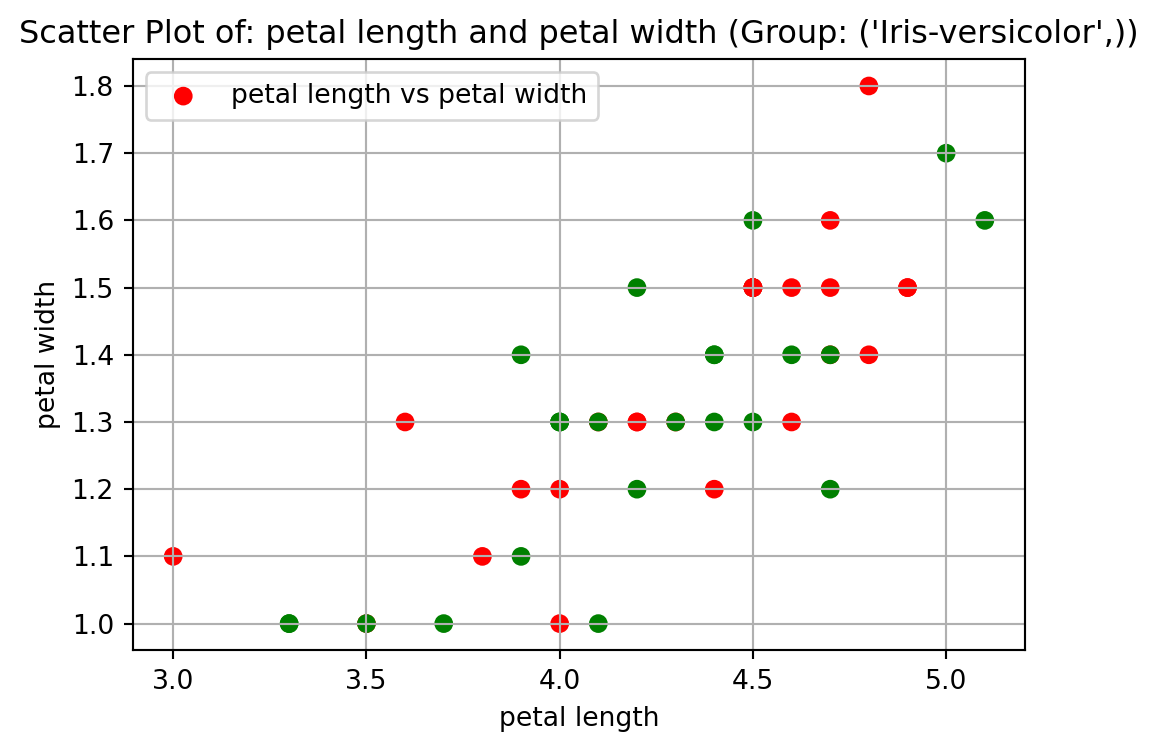 Scatter Plot of: petal length and petal width (Group: ('Iris-versicolor',))
petal length vs petal width
1.8
1.7
1.6
1.5
1.4
1.3
1.2
1.1
1.0
petal width
3.0 3.5 4.0 4.5 5.0
petal length